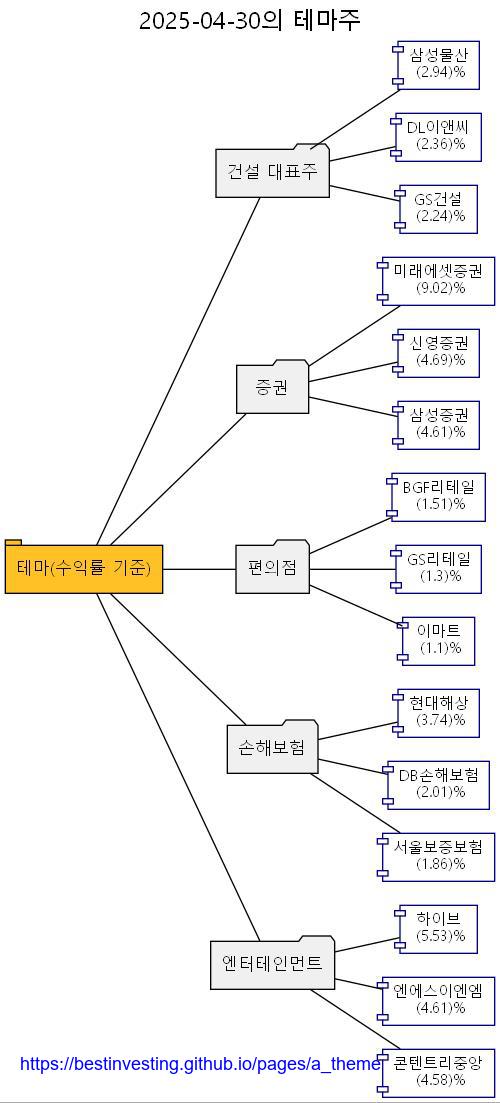 2025-04-30의 테마주
테마(수익률 기준)
건설 대표주
삼성물산
(2.94)%
DL이앤씨
(2.36)%
GS건설
(2.24)%
증권
미래에셋증권
(9.02)%
신영증권
(4.69)%
삼성증권
(4.61)%
편의점
BGF리테일
(1.51)%
GS리테일
(1.3)%
이마트
(1.1)%
손해보험
현대해상
(3.74)%
DB손해보험
(2.01)%
서울보증보험
(1.86)%
엔터테인먼트
하이브
(5.53)%
엔에스이엔엠
(4.61)%
콘텐트리중앙
(4.58)%
https://bestinvesting.github.io/pages/a_theme